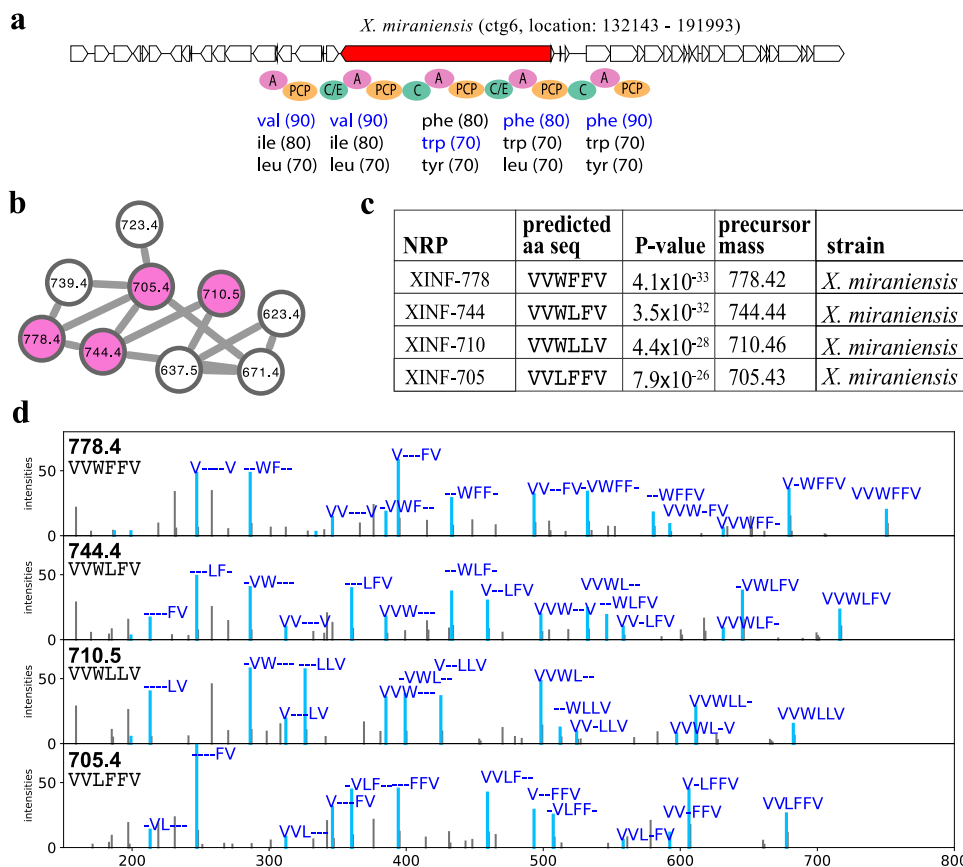 a
X. miraniensis (ctg6, location: 132143 - 191993)
A PCP C/E A PCP C A PCP C/E A PCP C A PCP
val (90) val (90) phe (80) phe (80) phe (90)
ile (80) ile (80) trp (70) trp (70) trp (70)
leu (70) leu (70) tyr (70) leu (70) tyr (70)
b
723.4
739.4 705.4 710.5
623.4
778.4 744.4
637.5 671.4
c
NRP predicted aa seq P-value precursor mass strain
XINF-778 VVWFFV 4.1x10-33 778.42 X. miraniensis
XINF-744 VVWLFV 3.5x10-32 744.44 X. miraniensis
XINF-710 VVWLLV 4.4x10-28 710.46 X. miraniensis
XINF-705 VVLFFV 7.9x10-26 705.43 X. miraniensis
d
778.4
VVWFFV
intensities
50
0
V----V
-WF--
VV---V
-VWF--
V---FV
--WFF-
VV--FV
-VWFF-
--WFFV
VVW-FV
VVWFF-
V-WFFV
VVWFFV
744.4
VVWLFV
intensities
50
0
----FV
---LF-
-VW---
VV---V
---LFV
VVW---
--WLF-
V--LFV
VVW--V
VVWL--
--WLFV
VV-LFV
VVWLF-
-VWLFV
VVWLFV
710.5
VVWLLV
intensities
50
0
----LV
-VW---
V---LV
---LLV
VVW---
-VWL--
V--LLV
VVWL--
--WLLV
VV-LLV
VVWL-V
VVWLL-
VVWLLV
705.4
VVLFFV
intensities
50
0
-VL---
----FV
VVL---
V---FV
-VLF--
---FFV
VVLF--
V--FFV
-VLFF-
VVL-FV
VV-FFV
V-LFFV
VVLFFV
200 300 400 500 600 700 800